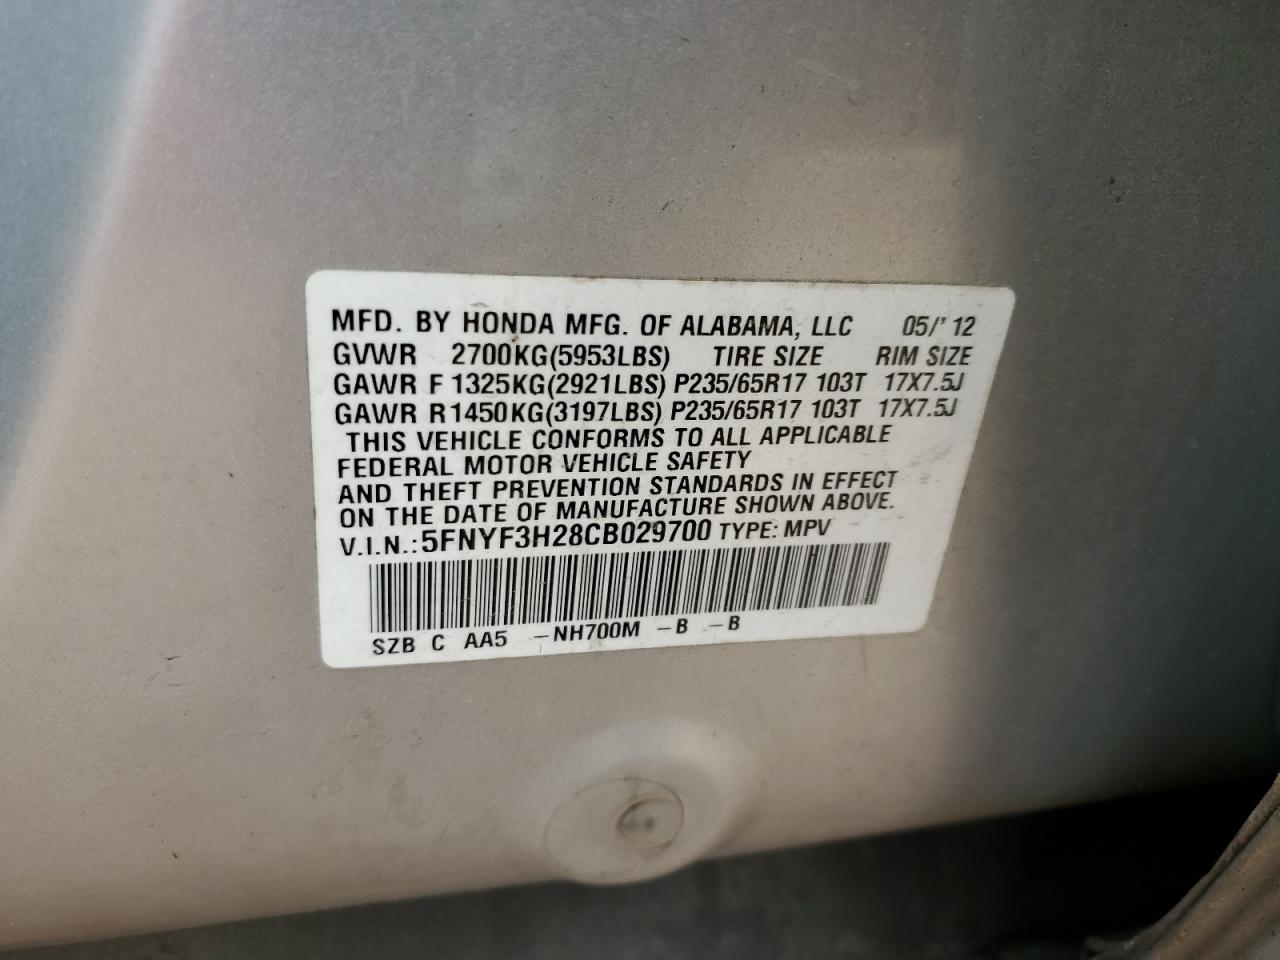 MFD. BY HONDA MFG. OF ALABAMA, LLC 05/'12
GVWR 2700KG(5953LBS) TIRE SIZE RIM SIZE
GAWR F 1325KG(2921LBS) P235/65R17 103T 17X7.5J
GAWR R1450KG(3197LBS) P235/65R17 103T 17X7.5J
THIS VEHICLE CONFORMS TO ALL APPLICABLE
FEDERAL MOTOR VEHICLE SAFETY
AND THEFT PREVENTION STANDARDS IN EFFECT
ON THE DATE OF MANUFACTURE SHOWN ABOVE.
V.I.N.:5FNYF3H28CB029700 TYPE: MPV
SZB C AA5 -NH700M -B -B